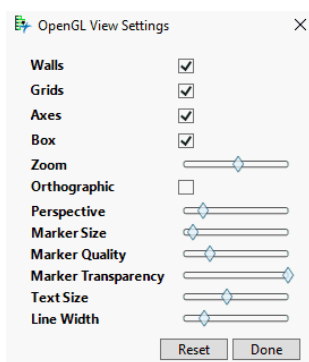 OpenGL View Settings
Walls
Grids
Axes
Box
Zoom
Orthographic
Perspective
Marker Size
Marker Quality
Marker Transparency
Text Size
Line Width
Reset Done